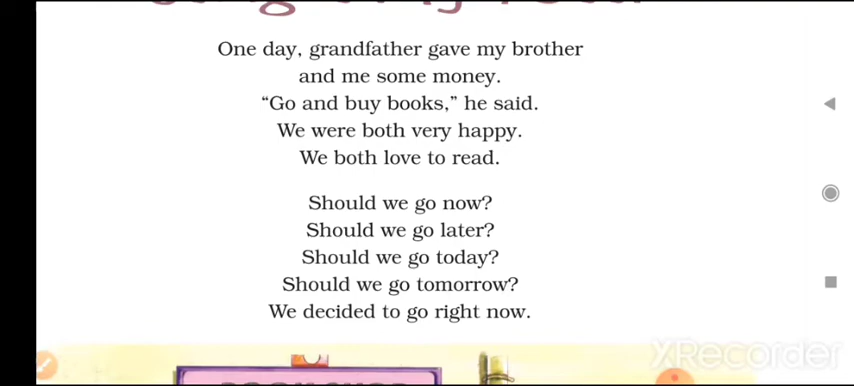 One day, grandfather gave my brother
and me some money.
“Go and buy books,” he said.
We were both very happy.
We both love to read.
Should we go now?
Should we go later?
Should we go today?
Should we go tomorrow?
We decided to go right now.
XRecorder